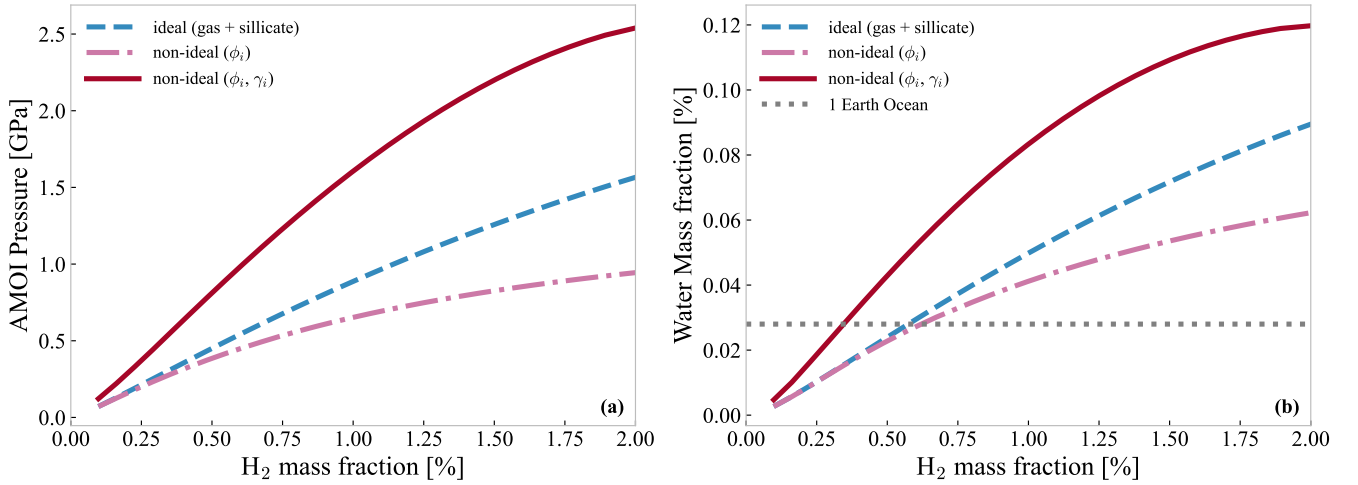 AMOI Pressure [GPa]
2.5
2.0
1.5
1.0
0.5
0.0
ideal (gas + sillicate)
non-ideal (ϕᵢ)
non-ideal (ϕᵢ, γᵢ)
(a)
0.00 0.25 0.50 0.75 1.00 1.25 1.50 1.75 2.00
H₂ mass fraction [%]
Water Mass fraction [%]
0.12
0.10
0.08
0.06
0.04
0.02
0.00
ideal (gas + sillicate)
non-ideal (ϕᵢ)
non-ideal (ϕᵢ, γᵢ)
1 Earth Ocean
(b)
0.00 0.25 0.50 0.75 1.00 1.25 1.50 1.75 2.00
H₂ mass fraction [%]